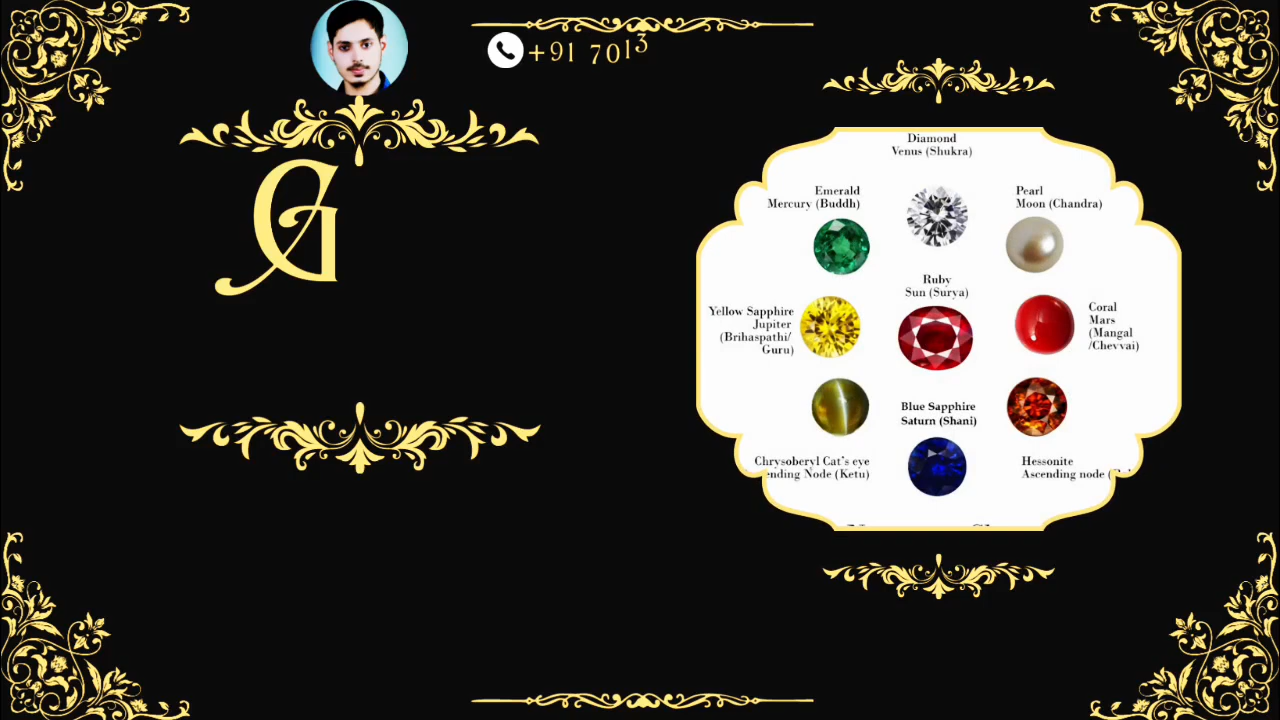 +91 7013
G
Diamond
Venus (Shukra)
Emerald
Mercury (Buddh)
Pearl
Moon (Chandra)
Ruby
Sun (Surya)
Yellow Sapphire
Jupiter
(Brihaspathi/
Guru)
Coral
Mars
(Mangal
/Chevvai)
Blue Sapphire
Saturn (Shani)
Chrysoberyl Cat's eye
Node (Ketu)
Hessonite
Ascending node